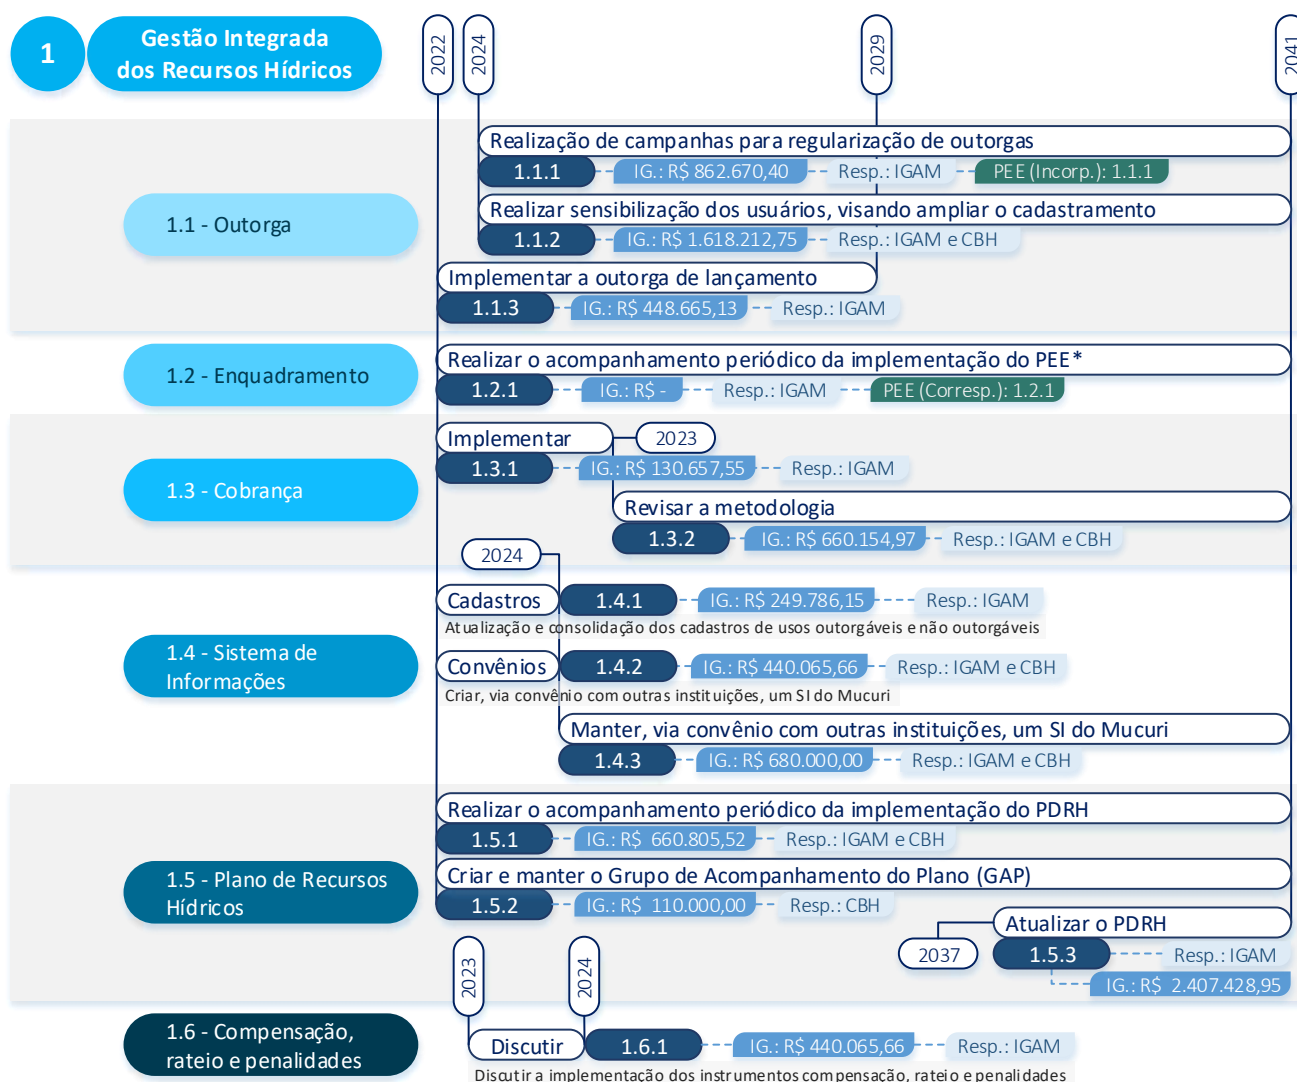 1
Gestão Integrada
dos Recursos Hídricos
2022
2024
2029
2041
1.1 - Outorga
Realização de campanhas para regularização de outorgas
1.1.1
IG.: R$ 862.670,40
Resp.: IGAM
PEE (Incorp.): 1.1.1
Realizar sensibilização dos usuários, visando ampliar o cadastramento
1.1.2
IG.: R$ 1.618.212,75
Resp.: IGAM e CBH
Implementar a outorga de lançamento
1.1.3
IG.: R$ 448.665,13
Resp.: IGAM
1.2 - Enquadramento
Realizar o acompanhamento periódico da implementação do PEE*
1.2.1
IG.: R$ -
Resp.: IGAM
PEE (Corresp.): 1.2.1
1.3 - Cobrança
Implementar
2023
1.3.1
IG.: R$ 130.657,55
Resp.: IGAM
Revisar a metodologia
1.3.2
IG.: R$ 660.154,97
Resp.: IGAM e CBH
2024
1.4 - Sistema de
Informações
Cadastros
1.4.1
IG.: R$ 249.786,15
Resp.: IGAM
Atualização e consolidação dos cadastros de usos outorgáveis e não outorgáveis
Convênios
1.4.2
IG.: R$ 440.065,66
Resp.: IGAM e CBH
Criar, via convênio com outras instituições, um SI do Mucuri
Manter, via convênio com outras instituições, um SI do Mucuri
1.4.3
IG.: R$ 680.000,00
Resp.: IGAM e CBH
1.5 - Plano de Recursos
Hídricos
Realizar o acompanhamento periódico da implementação do PDRH
1.5.1
IG.: R$ 660.805,52
Resp.: IGAM e CBH
Criar e manter o Grupo de Acompanhamento do Plano (GAP)
1.5.2
IG.: R$ 110.000,00
Resp.: CBH
Atualizar o PDRH
2037
1.5.3
Resp.: IGAM
IG.: R$ 2.407.428,95
2023
2024
1.6 - Compensação,
rateio e penalidades
Discutir
1.6.1
IG.: R$ 440.065,66
Resp.: IGAM
Discutir a implementação dos instrumentos compensação, rateio e penalidades